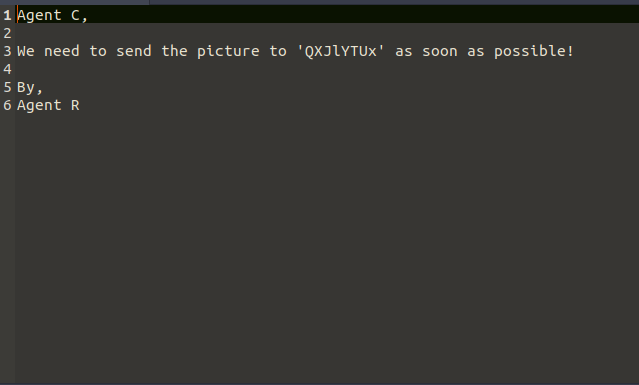 1 Agent C,
2
3 We need to send the picture to 'QXJlYTUx' as soon as possible!
4
5 By,
6 Agent R